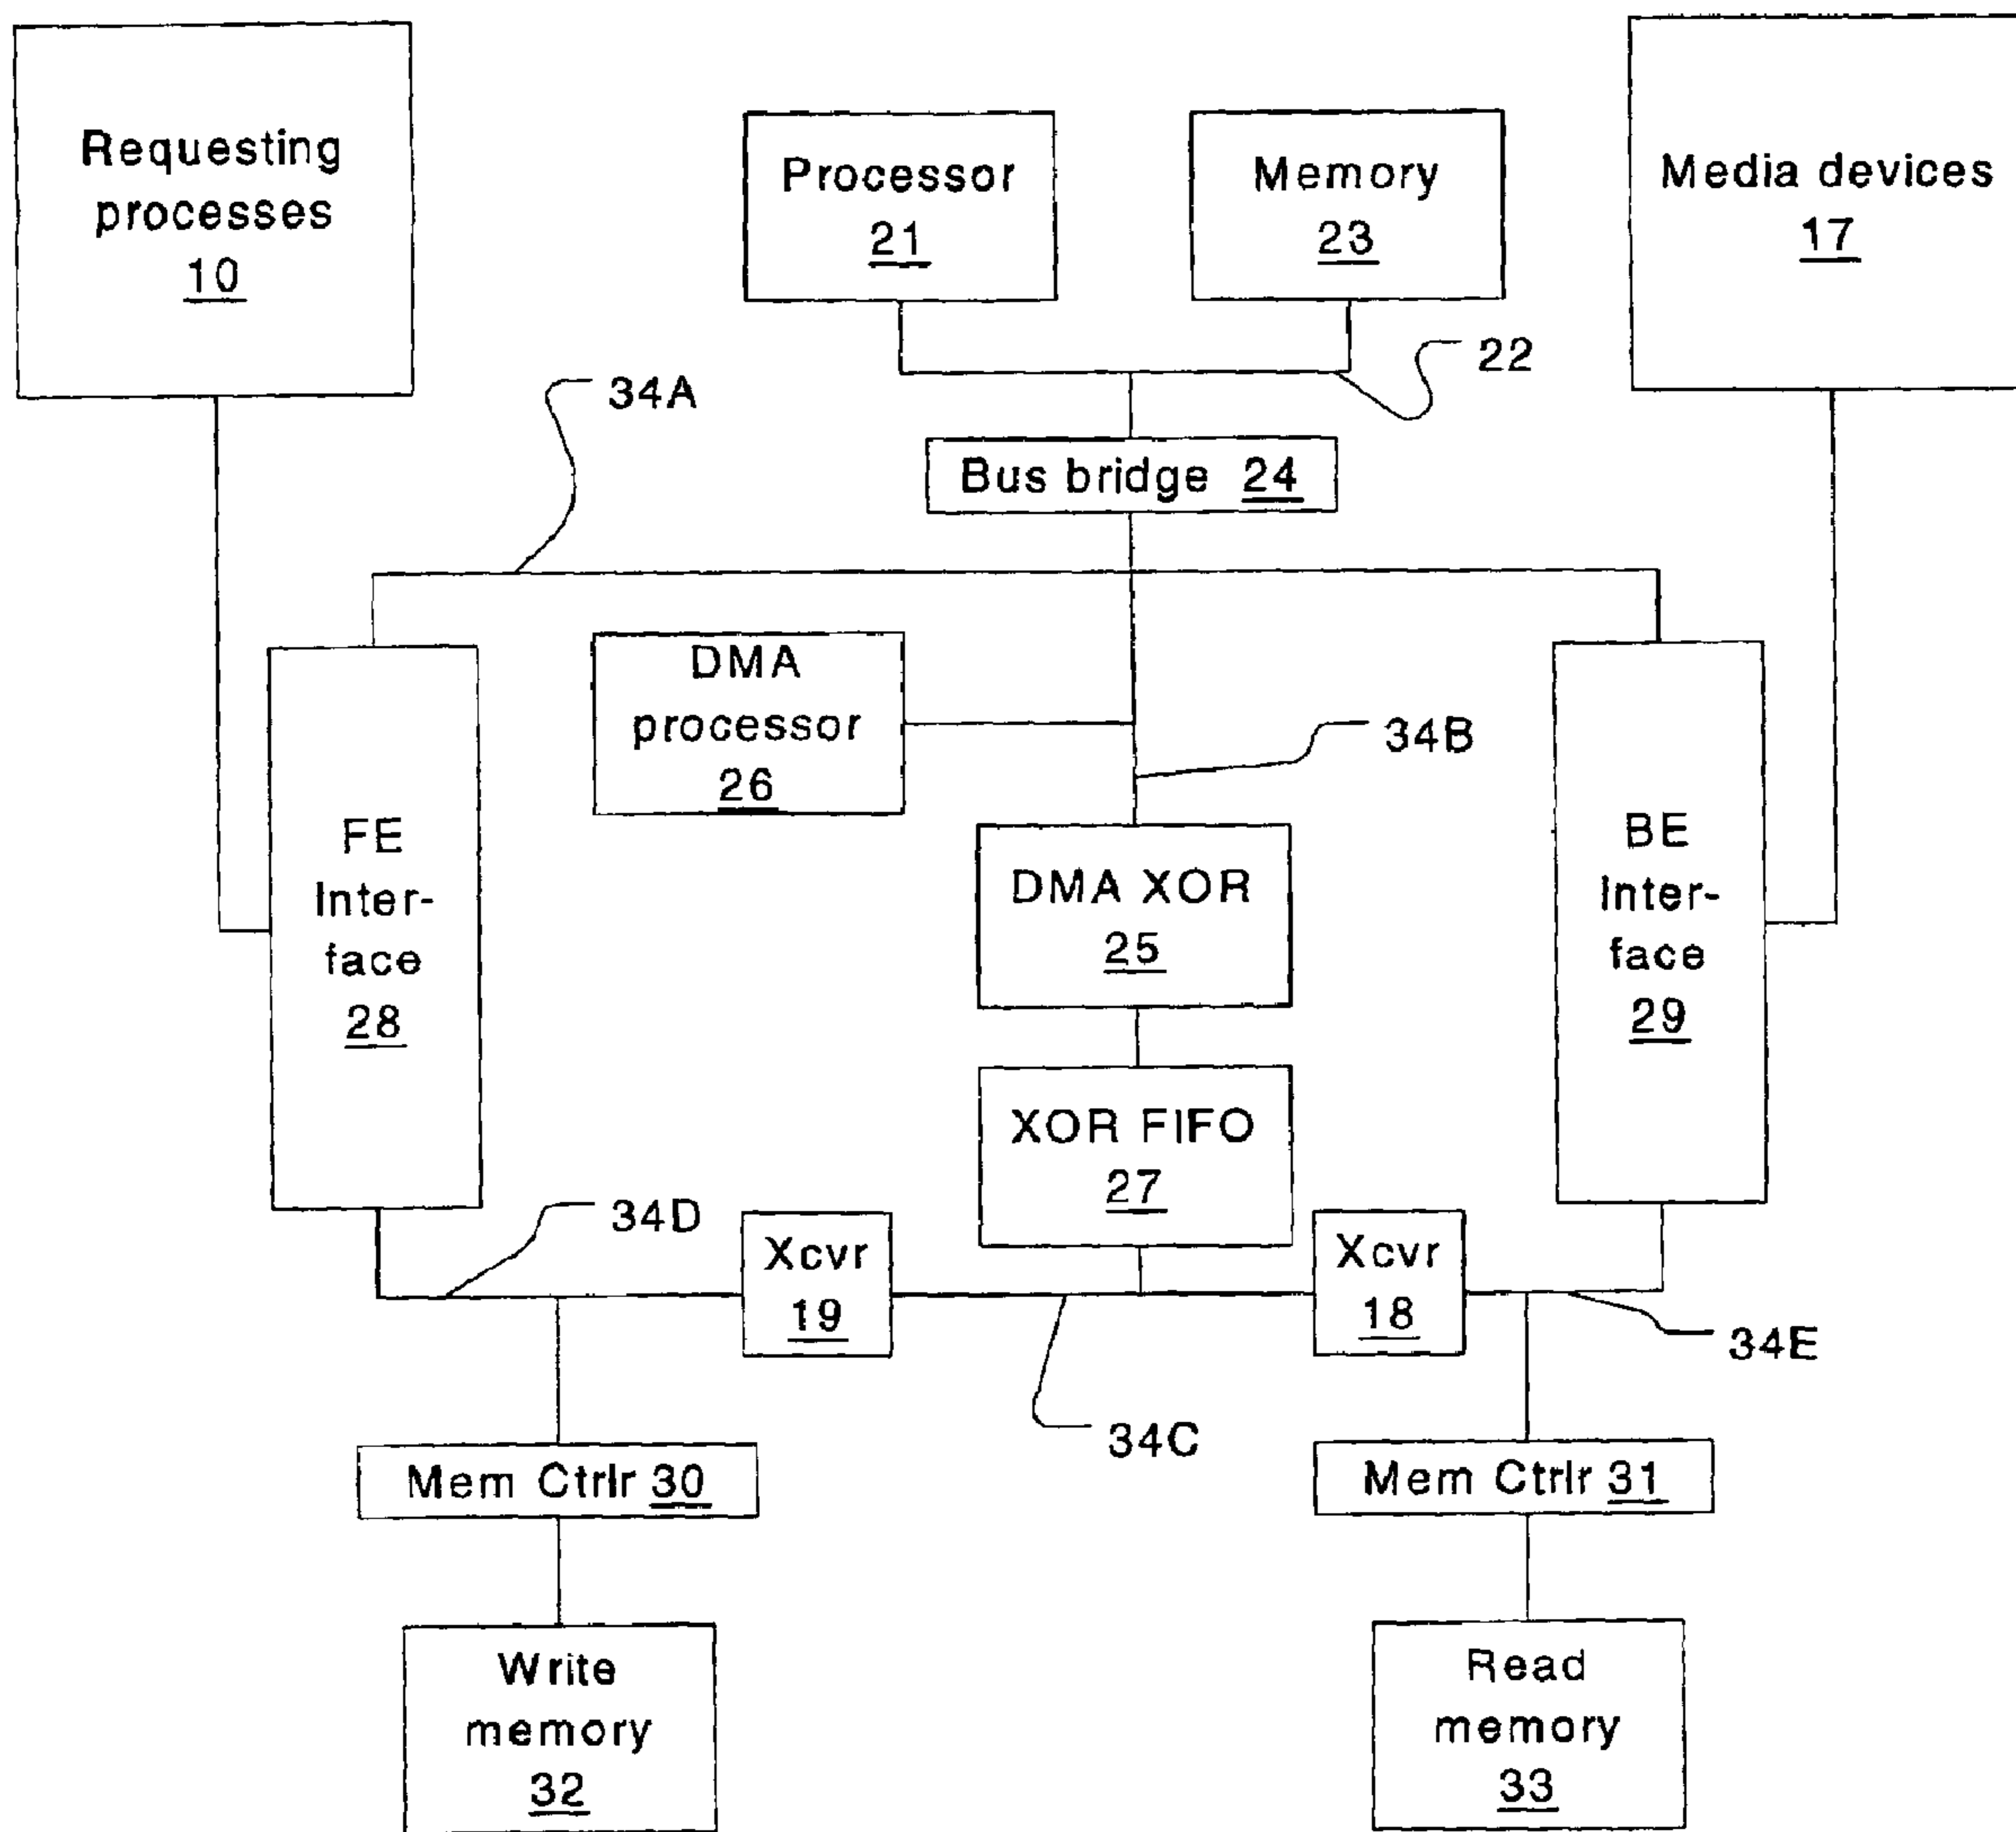 Requesting
processes
10
Processor
21
Memory
23
Media devices
17
22
34A
Bus bridge 24
DMA
processor
26
34B
FE
Inter-
face
28
DMA XOR
25
BE
Inter-
face
29
XOR FIFO
27
34D
Xcvr
19
Xcvr
18
34E
34C
Mem Ctrlr 30
Mem Ctrlr 31
Write
memory
32
Read
memory
33